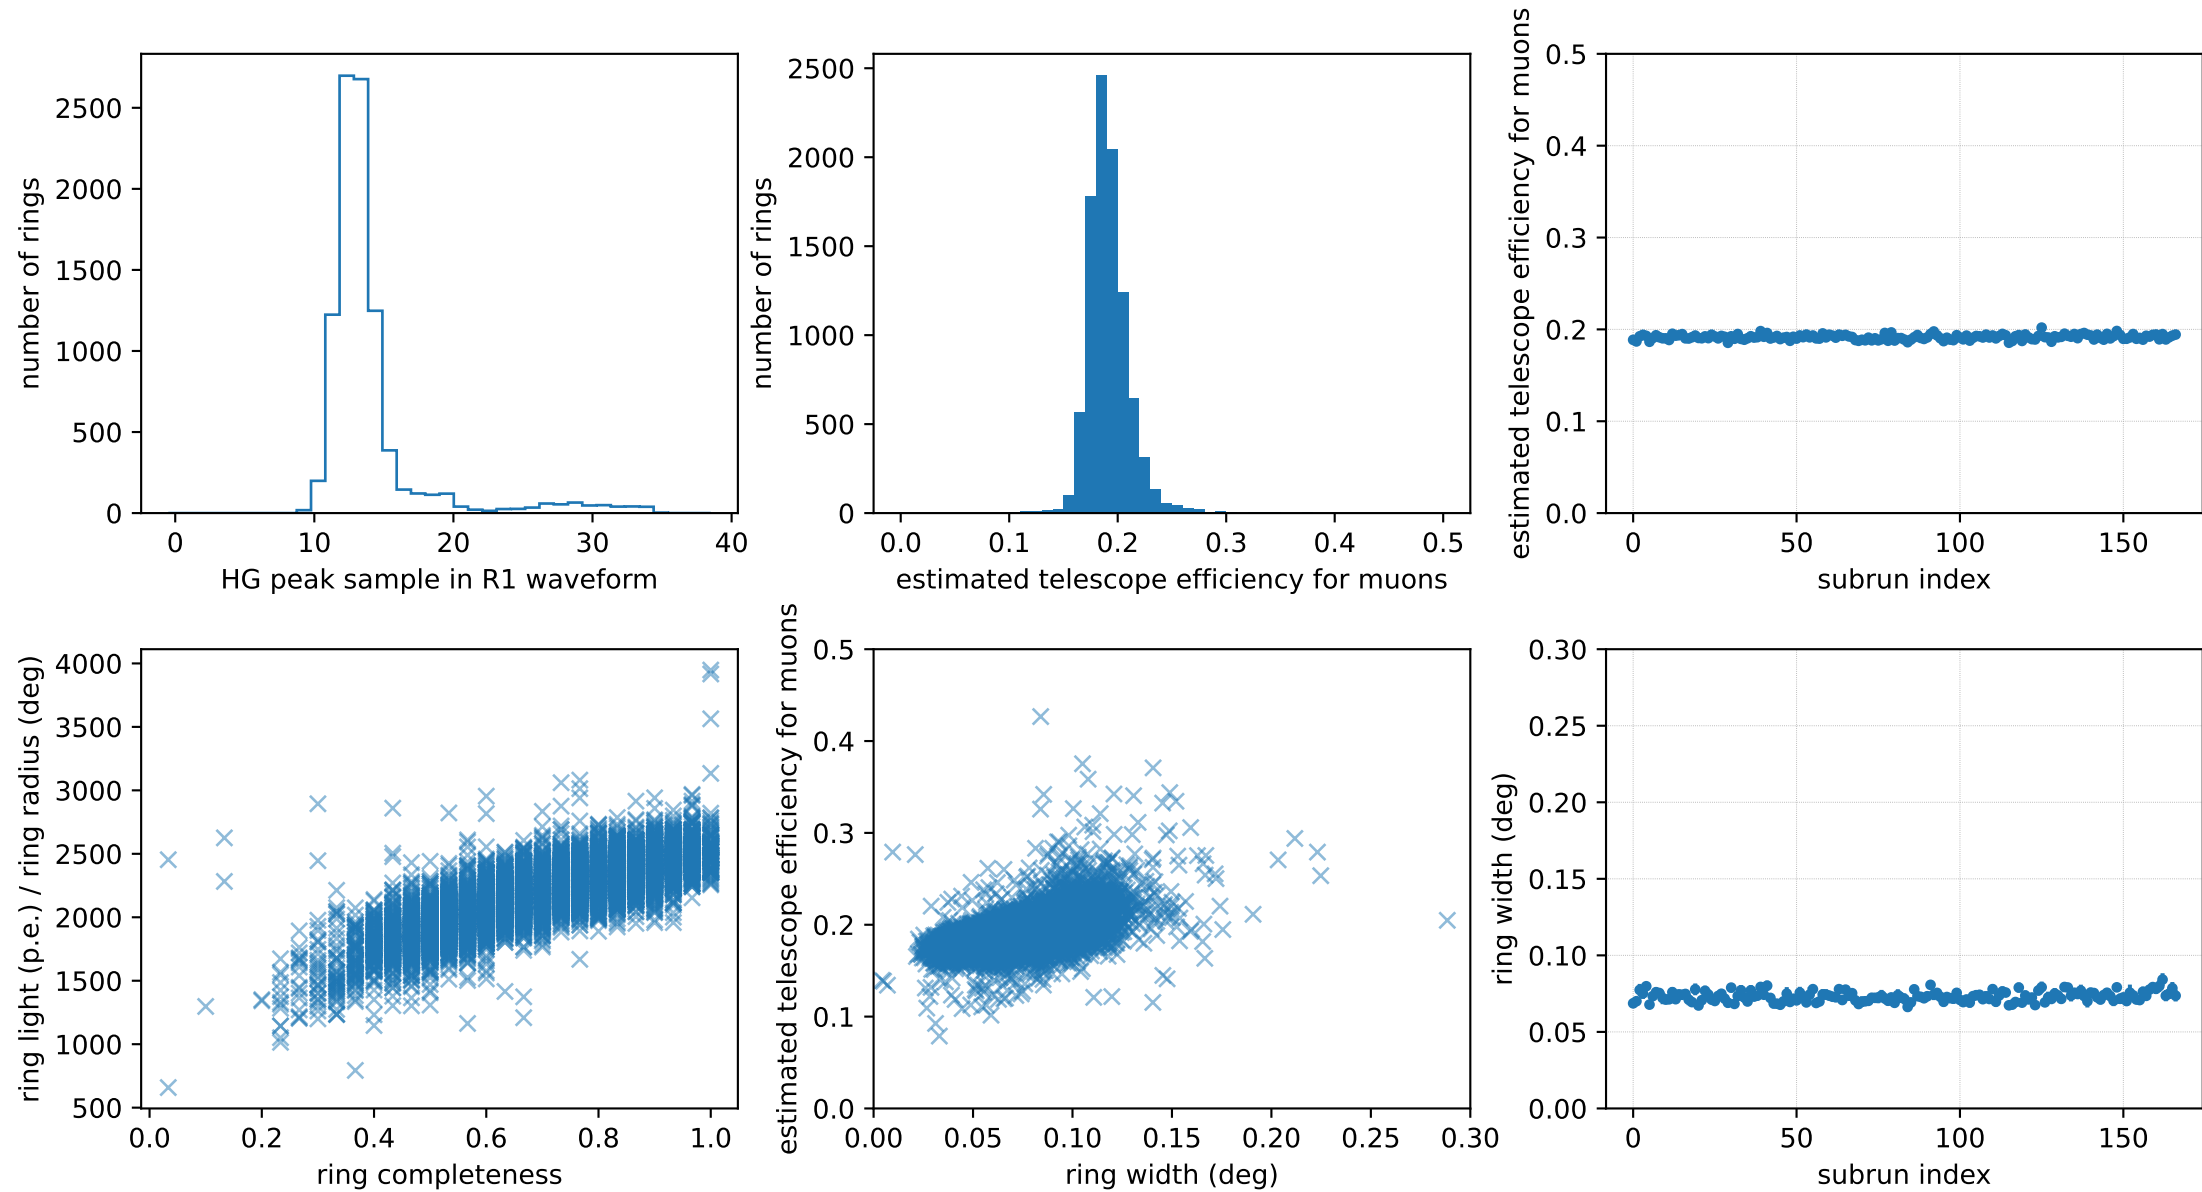 number of rings
2500
2000
1500
1000
500
0
0 10 20 30 40
HG peak sample in R1 waveform
number of rings
2500
2000
1500
1000
500
0
0.0 0.1 0.2 0.3 0.4 0.5
estimated telescope efficiency for muons
estimated telescope efficiency for muons
0.5
0.4
0.3
0.2
0.1
0.0
0 50 100 150
subrun index
ring light (p.e.) / ring radius (deg)
4000
3500
3000
2500
2000
1500
1000
500
0.0 0.2 0.4 0.6 0.8 1.0
ring completeness
estimated telescope efficiency for muons
0.5
0.4
0.3
0.2
0.1
0.0
0.00 0.05 0.10 0.15 0.20 0.25 0.30
ring width (deg)
ring width (deg)
0.30
0.25
0.20
0.15
0.10
0.05
0.00
0 50 100 150
subrun index